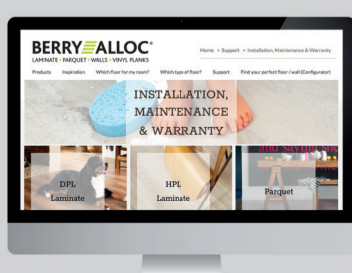 BERRY ALLOC®
LAMINATE • PARQUET • WALLS • VINYL PLANKS
Home • Support • Installation, Maintenance & Warranty
Products Inspiration Which floor for my room? Which type of floor? Support Find your perfect floor / wall (Configurator)
INSTALLATION,
MAINTENANCE
& WARRANTY
and saying
DPL
Laminate
HPL
Laminate
Parquet